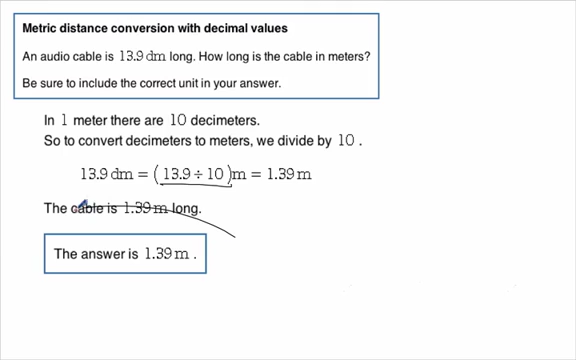 Metric distance conversion with decimal values
An audio cable is 13.9 dm long. How long is the cable in meters?
Be sure to include the correct unit in your answer.
In 1 meter there are 10 decimeters.
So to convert decimeters to meters, we divide by 10 .
13.9 dm = ( 13.9 ÷ 10 ) m = 1.39 m
The cable is 1.39 m long.
The answer is 1.39 m .